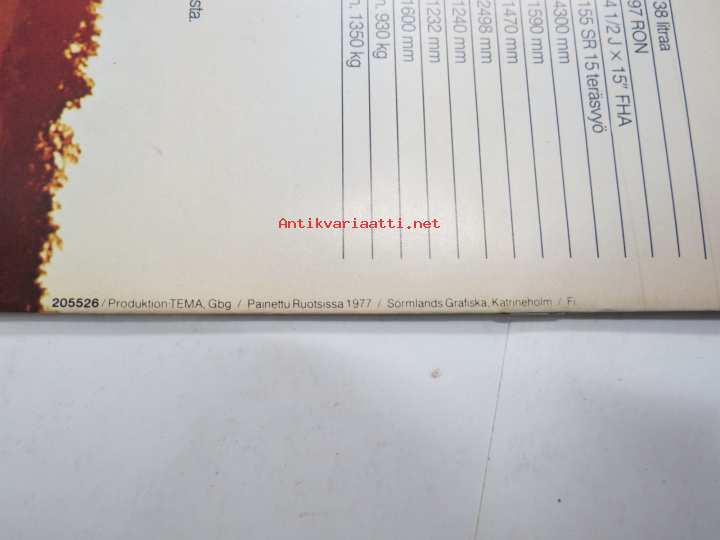 sta.
38 litraa
97 RON
4 1/2 J × 15" FHA
155 SR 15 teräsvyö
4300 mm
1590 mm
1470 mm
2498 mm
1240 mm
1232 mm
1600 mm
n. 930 kg
n. 1350 kg
Antikvariaatti.net
205526 / Produktion:TEMA, Gbg / Painettu Ruotsissa 1977 / Sörmlands Grafiska, Katrineholm / Fi.